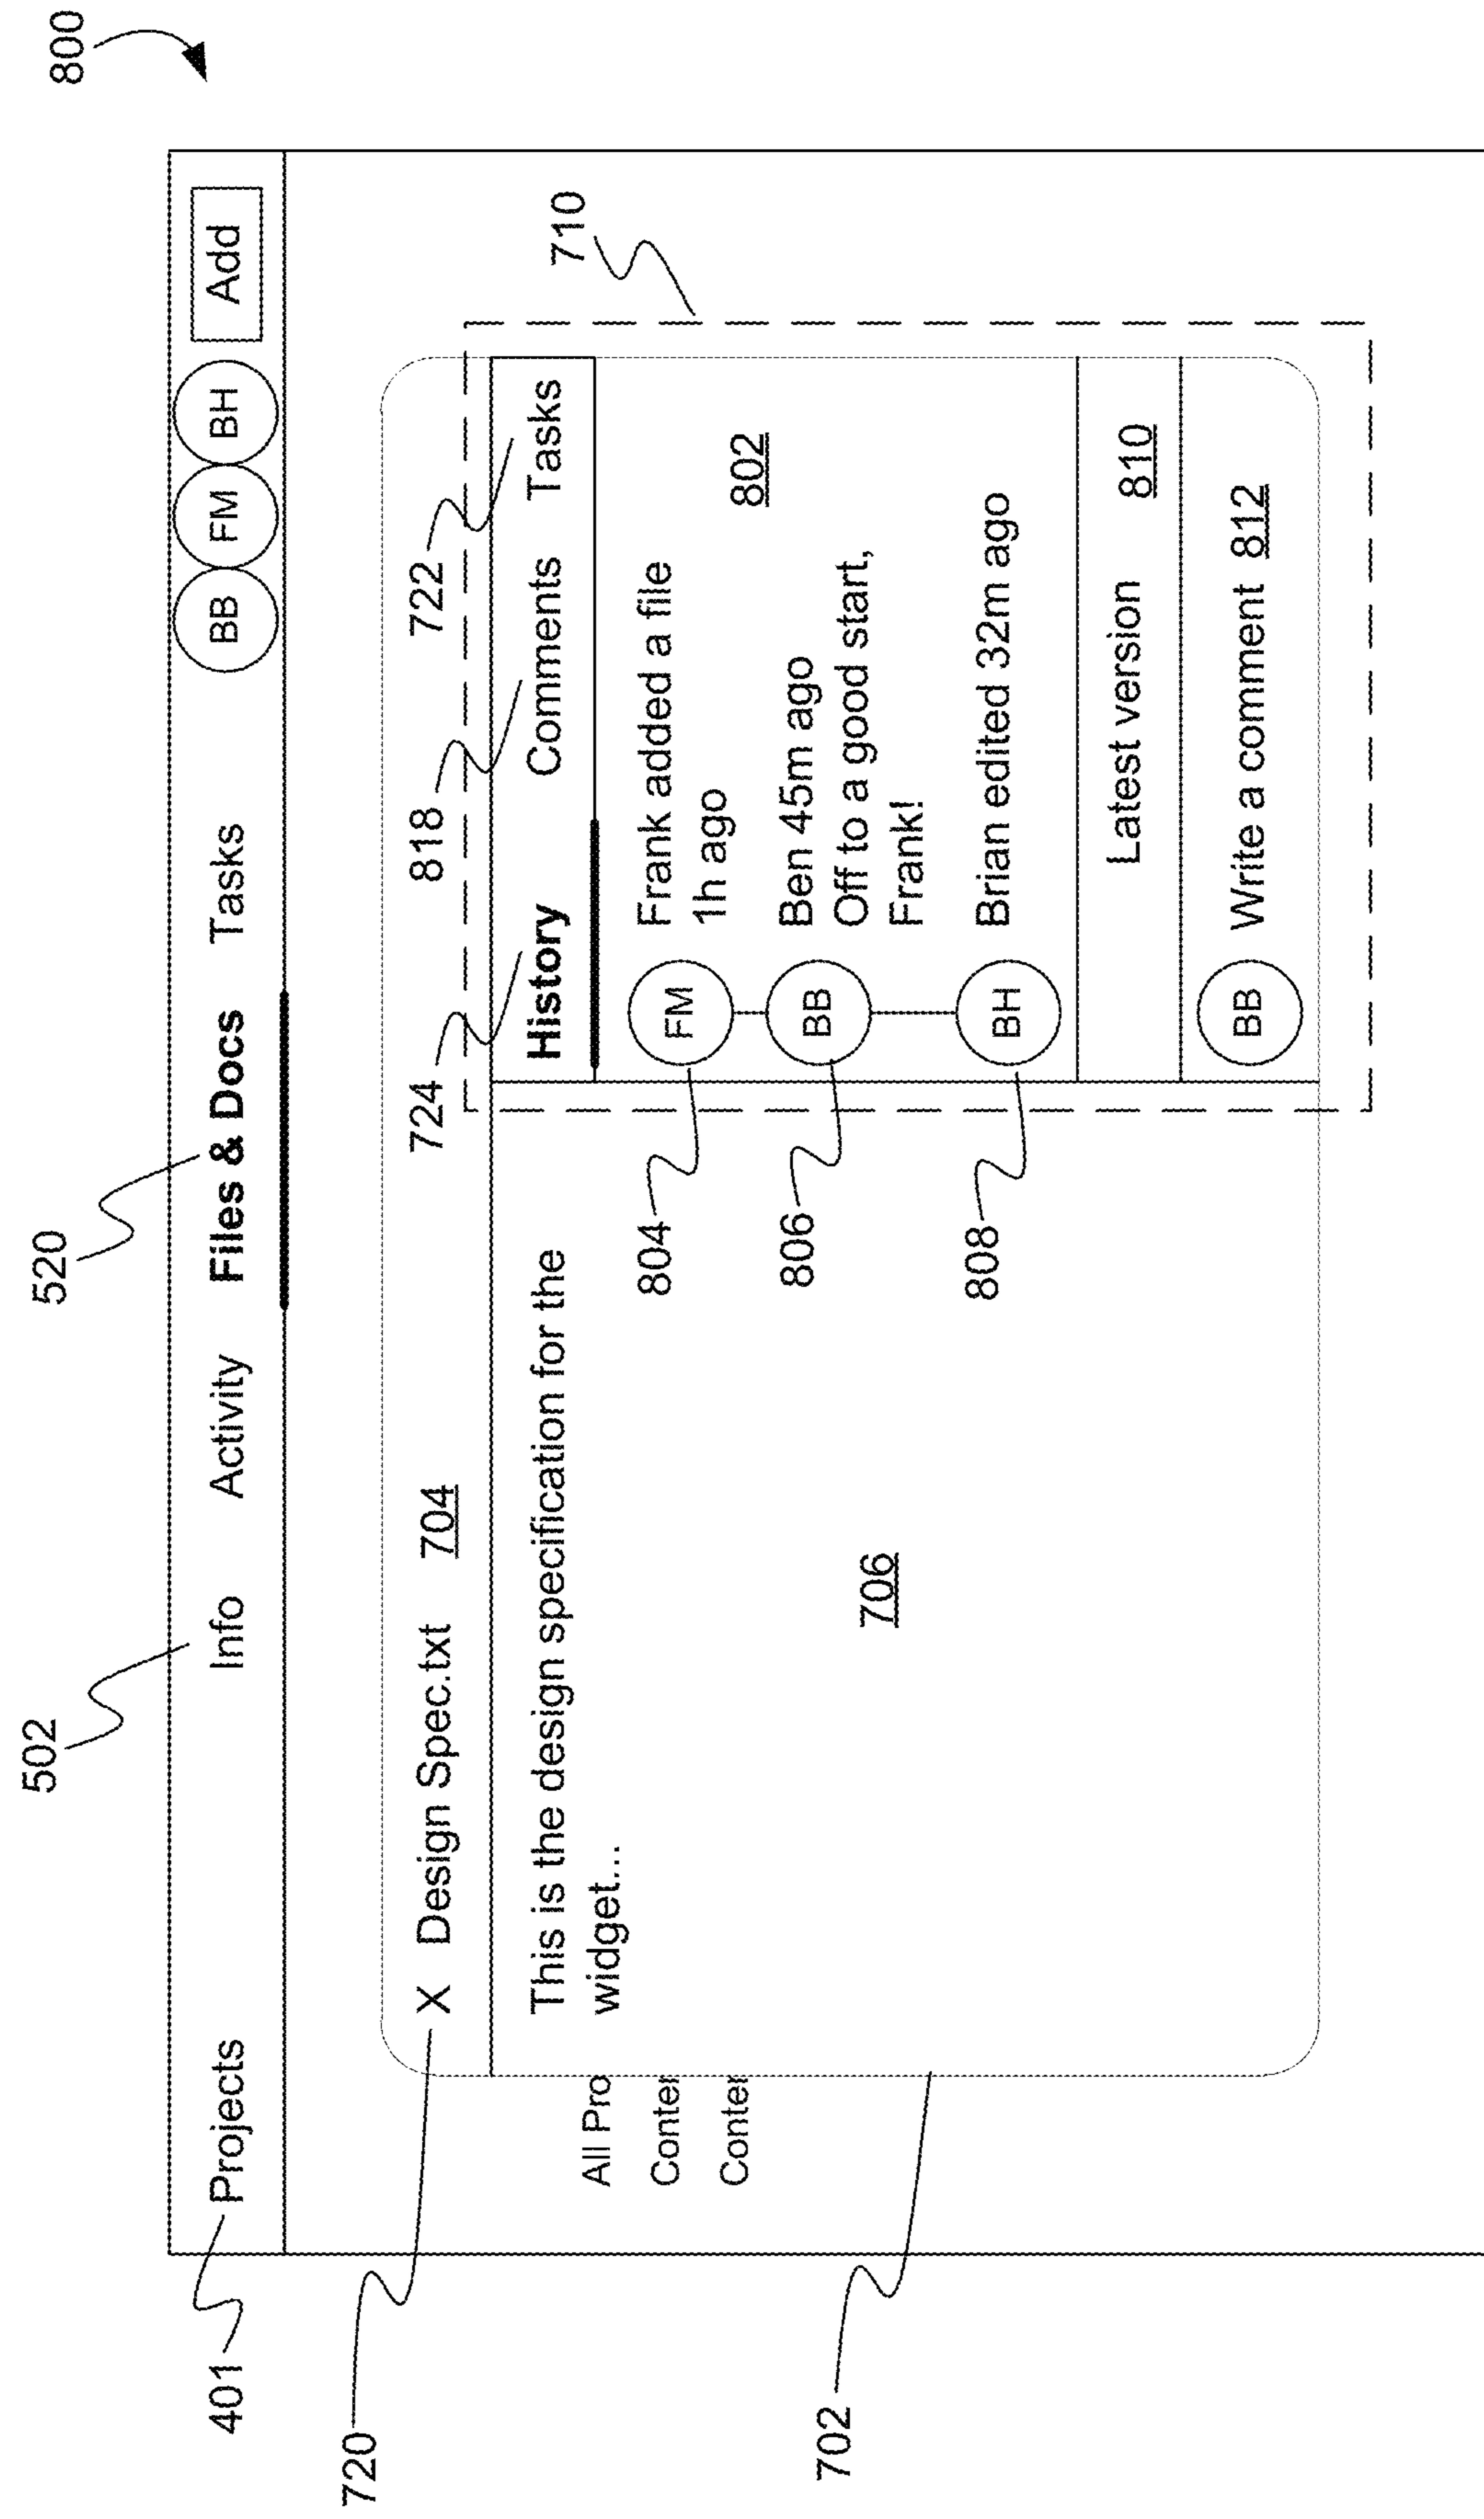 800
502
520
401
Projects
Info
Activity
Files & Docs
Tasks
BB
FM
BH
Add
720
X Design Spec.txt 704
724
818
722
710
History
Comments
Tasks
This is the design specification for the
widget...
706
All Pro
Conter
Conter
702
804
FM
Frank added a file
1h ago
802
806
BB
Ben 45m ago
Off to a good start,
Frank!
808
BH
Brian edited 32m ago
Latest version 810
BB
Write a comment 812